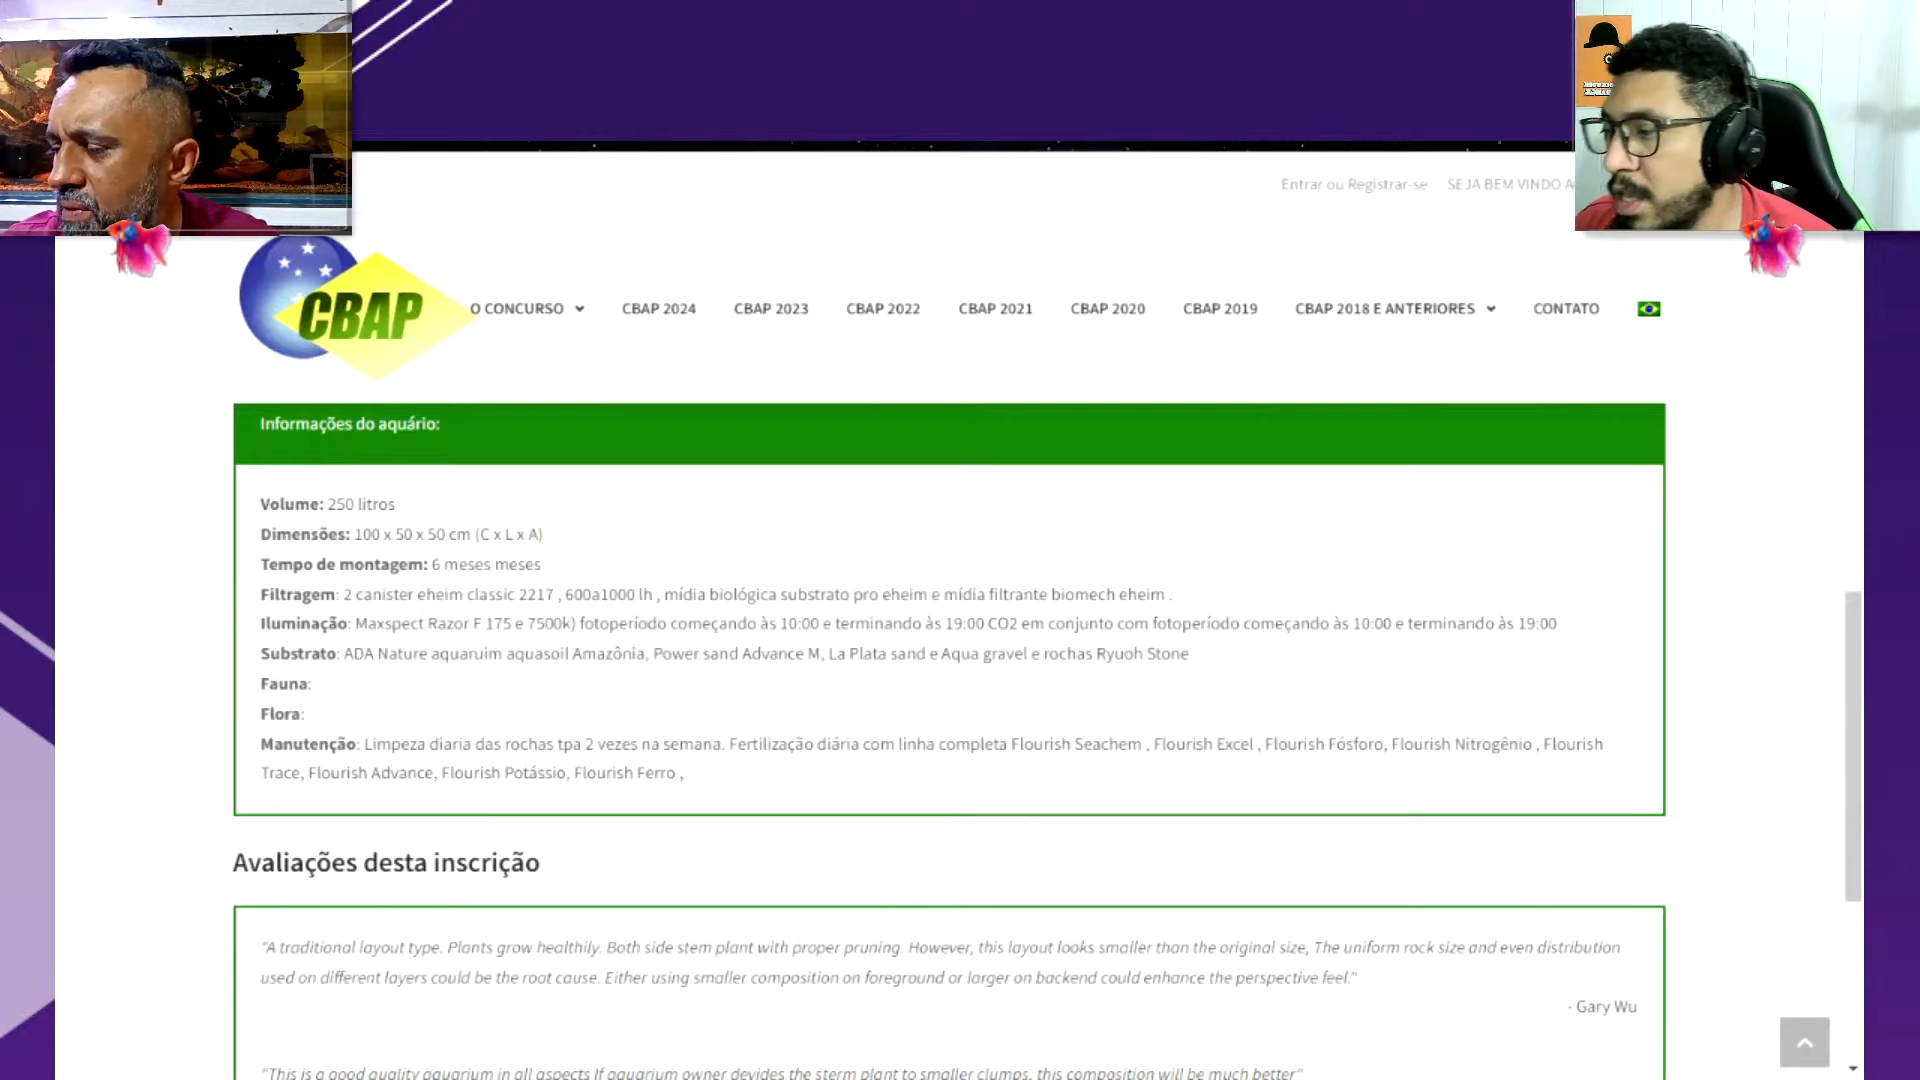 Entrar ou Registrar-se SEJA BEM VINDO
CBAP
O CONCURSO CBAP 2024 CBAP 2023 CBAP 2022 CBAP 2021 CBAP 2020 CBAP 2019 CBAP 2018 E ANTERIORES CONTATO
Informações do aquário:
Volume: 250 litros
Dimensões: 100 x 50 x 50 cm (C x L x A)
Tempo de montagem: 6 meses meses
Filtragem: 2 canister eheim classic 2217 , 600a1000 lh , mídia biológica substrato pro eheim e mídia filtrante biomech eheim .
Iluminação: Maxspect Razor F 175 e 7500k) fotoperíodo começando às 10:00 e terminando às 19:00 CO2 em conjunto com fotoperíodo começando às 10:00 e terminando às 19:00
Substrato: ADA Nature aquaruim aquasoil Amazônia, Power sand Advance M, La Plata sand e Aqua gravel e rochas Ryuoh Stone
Fauna:
Flora:
Manutenção: Limpeza diaria das rochas tpa 2 vezes na semana. Fertilização diária com linha completa Flourish Seachem , Flourish Excel , Flourish Fósforo, Flourish Nitrogênio , Flourish
Trace, Flourish Advance, Flourish Potássio, Flourish Ferro ,
Avaliações desta inscrição
"A traditional layout type. Plants grow healthily. Both side stem plant with proper pruning. However, this layout looks smaller than the original size, The uniform rock size and even distribution
used on different layers could be the root cause. Either using smaller composition on foreground or larger on backend could enhance the perspective feel."
- Gary Wu
"This is a good quality aquarium in all aspects If aquarium owner devides the sterm plant to smaller clumps, this composition will be much better"